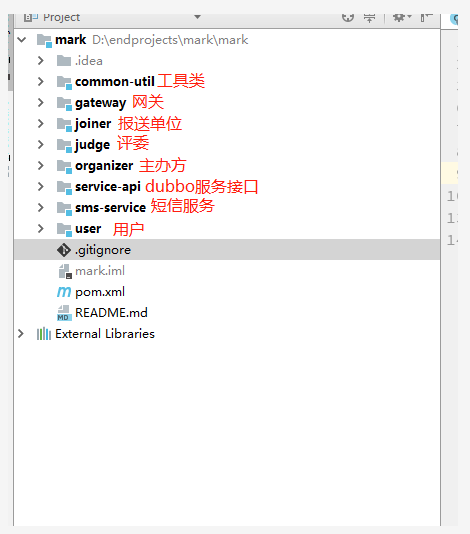 Project
mark D:\endprojects\mark\mark
.idea
common-util 工具类
gateway 网关
joiner 报送单位
judge 评委
organizer 主办方
service-api dubbo服务接口
sms-service 短信服务
user 用户
.gitignore
mark.iml
pom.xml
README.md
External Libraries